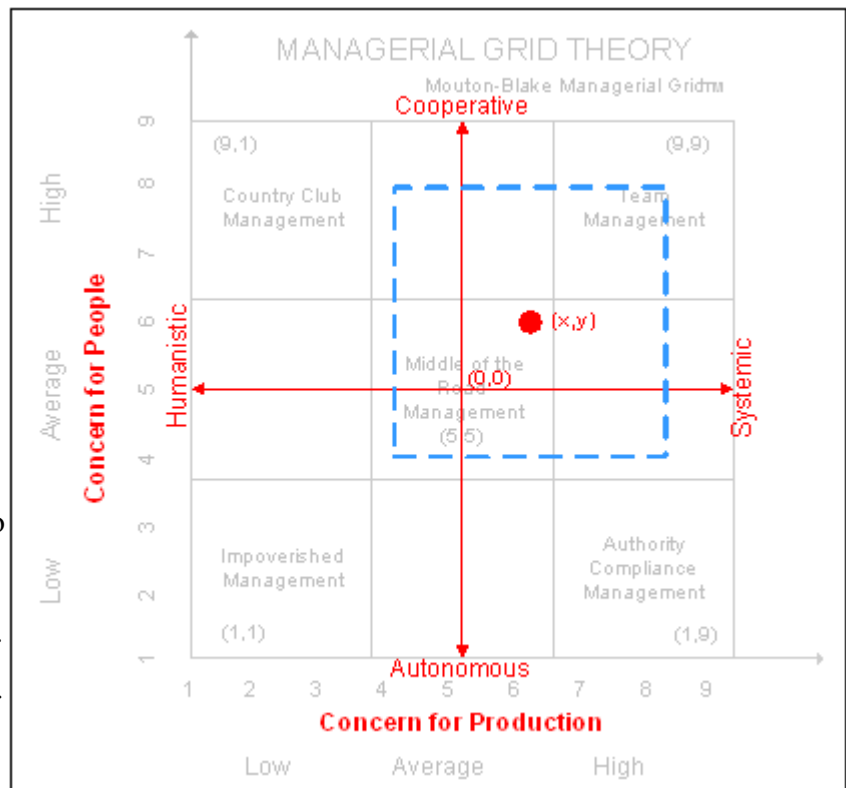 MANAGERIAL GRID THEORY
Mouton-Blake Managerial Grid™
Cooperative
9
8
7
6
5
4
3
2
1
High
Average
Low
Concern for People
(9,1)
Country Club
Management
(9,9)
Team
Management
Humanistic
Systemic
(x,y)
(0,0)
Middle of the
Road
Management
(5,5)
Impoverished
Management
(1,1)
Authority
Compliance
Management
(1,9)
Autonomous
1 2 3 4 5 6 7 8 9
Concern for Production
Low Average High